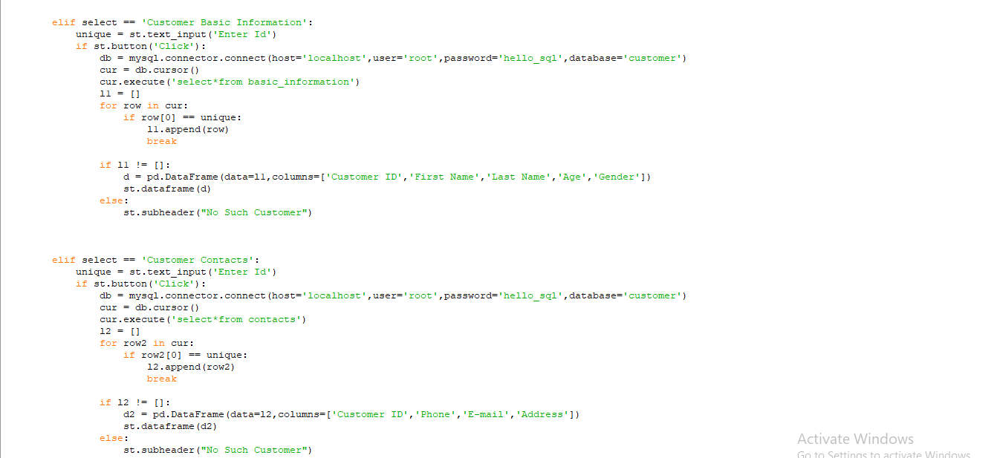 elif select == 'Customer Basic Information':
    unique = st.text_input('Enter Id')
    if st.button('Click'):
        db = mysql.connector.connect(host='localhost',user='root',password='hello_sql',database='customer')
        cur = db.cursor()
        cur.execute('select*from basic_information')
        l1 = []
        for row in cur:
            if row[0] == unique:
                l1.append(row)
                break
        if l1 != []:
            d = pd.DataFrame(data=l1,columns=['Customer ID','First Name','Last Name','Age','Gender'])
            st.dataframe(d)
        else:
            st.subheader("No Such Customer")
elif select == 'Customer Contacts':
    unique = st.text_input('Enter Id')
    if st.button('Click'):
        db = mysql.connector.connect(host='localhost',user='root',password='hello_sql',database='customer')
        cur = db.cursor()
        cur.execute('select*from contacts')
        l2 = []
        for row2 in cur:
            if row2[0] == unique:
                l2.append(row2)
                break
        if l2 != []:
            d2 = pd.DataFrame(data=l2,columns=['Customer ID','Phone','E-mail','Address'])
            st.dataframe(d2)
        else:
            st.subheader("No Such Customer")
Activate Windows
Go to Settings to activate Windows